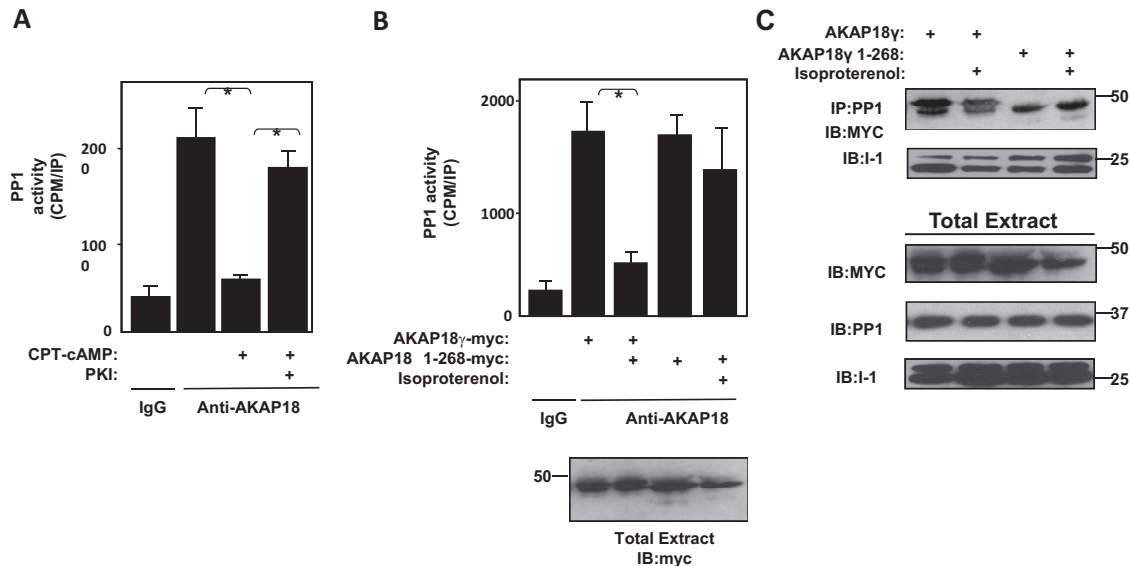 A
PP1
activity
(CPM/IP)
200
0
100
0
0
*
*
CPT-cAMP: + +
PKI: +
IgG Anti-AKAP18
B
PP1 activity
(CPM/IP)
2000
1000
0
*
AKAP18γ-myc: + +
AKAP18 1-268-myc: + + +
Isoproterenol: +
IgG Anti-AKAP18
50
Total Extract
IB:myc
C
AKAP18γ: + +
AKAP18γ 1-268: + +
Isoproterenol: + +
IP:PP1
IB:MYC
50
IB:I-1
25
Total Extract
IB:MYC
50
IB:PP1
37
IB:I-1
25